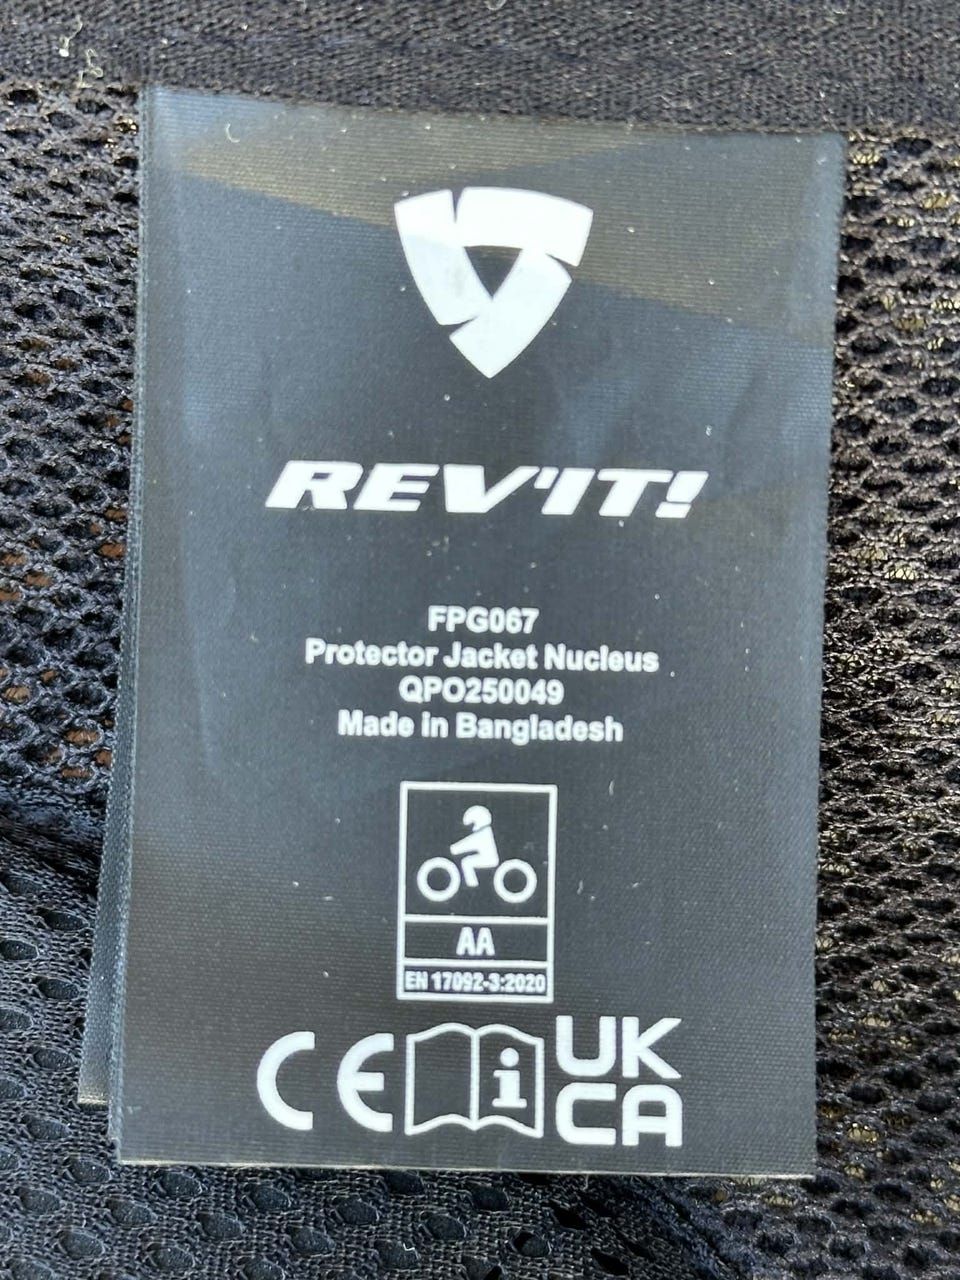 REV'IT!
FPG067
Protector Jacket Nucleus
QPO250049
Made in Bangladesh
AA
EN 17092-3:2020
CE i UK
CA